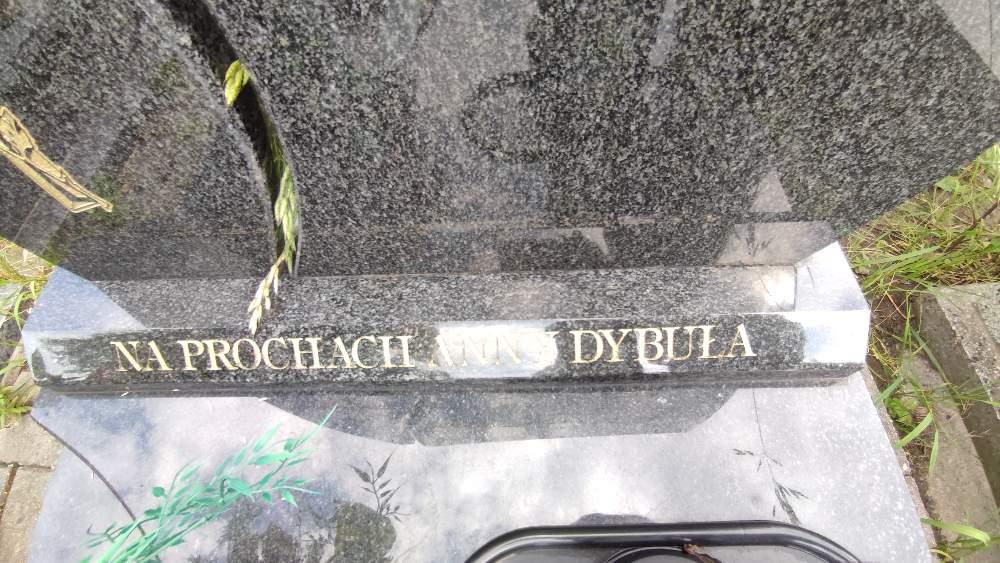 NA PROCHACH ANNY DYBUŁA